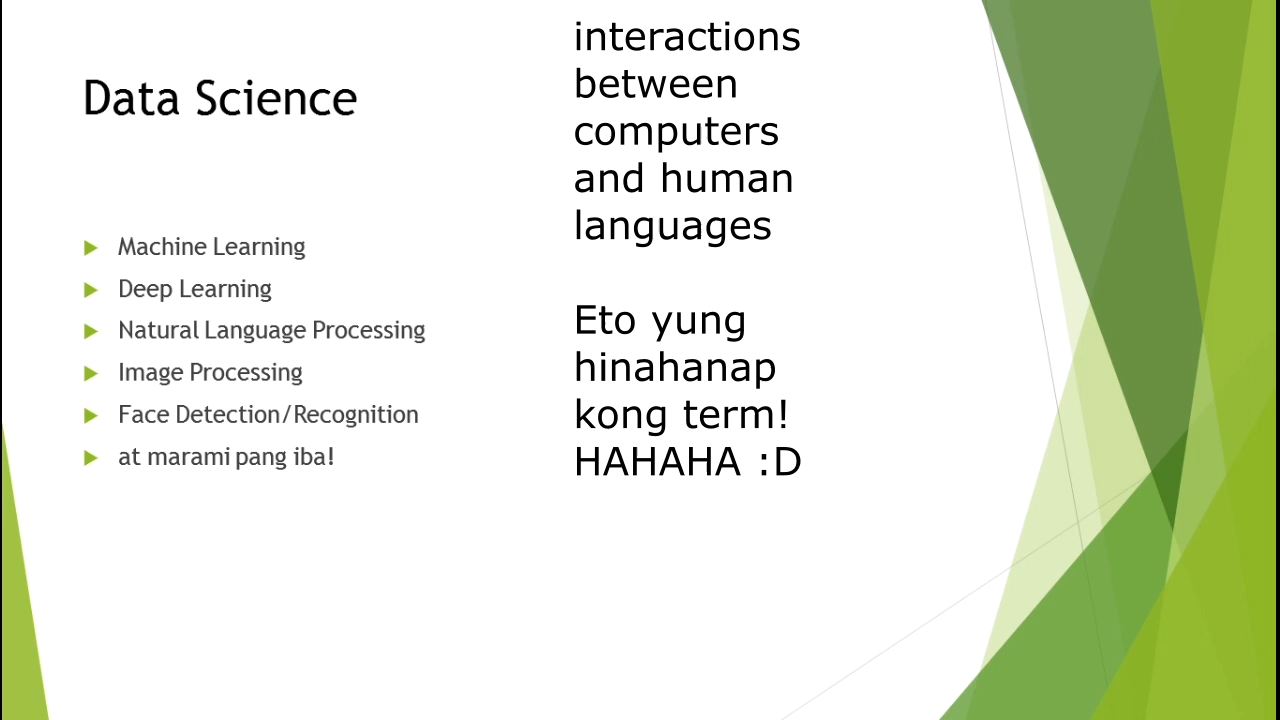 Data Science
Machine Learning
Deep Learning
Natural Language Processing
Image Processing
Face Detection/Recognition
at marami pang iba!
interactions
between
computers
and human
languages
Eto yung
hinahanap
kong term!
HAHAHA :D